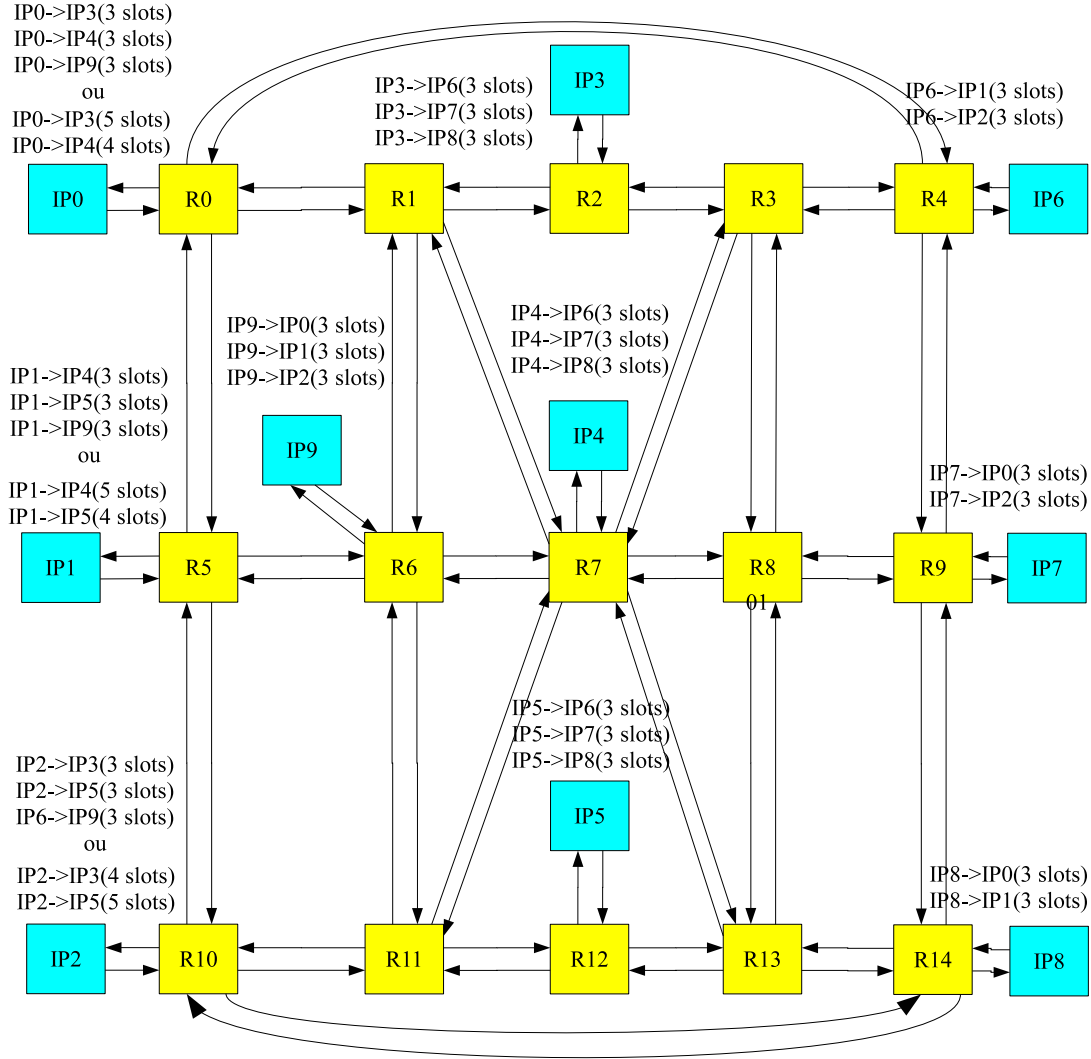 IP0->IP3(3 slots)
IP0->IP4(3 slots)
IP0->IP9(3 slots)
ou
IP0->IP3(5 slots)
IP0->IP4(4 slots)
IP3->IP6(3 slots)
IP3->IP7(3 slots)
IP3->IP8(3 slots)
IP3
IP6->IP1(3 slots)
IP6->IP2(3 slots)
IP0
R0
R1
R2
R3
R4
IP6
IP9->IP0(3 slots)
IP9->IP1(3 slots)
IP9->IP2(3 slots)
IP4->IP6(3 slots)
IP4->IP7(3 slots)
IP4->IP8(3 slots)
IP1->IP4(3 slots)
IP1->IP5(3 slots)
IP1->IP9(3 slots)
ou
IP1->IP4(5 slots)
IP1->IP5(4 slots)
IP9
IP4
IP7->IP0(3 slots)
IP7->IP2(3 slots)
IP1
R5
R6
R7
R8
01
R9
IP7
IP5->IP6(3 slots)
IP5->IP7(3 slots)
IP5->IP8(3 slots)
IP2->IP3(3 slots)
IP2->IP5(3 slots)
IP6->IP9(3 slots)
ou
IP2->IP3(4 slots)
IP2->IP5(5 slots)
IP5
IP8->IP0(3 slots)
IP8->IP1(3 slots)
IP2
R10
R11
R12
R13
R14
IP8